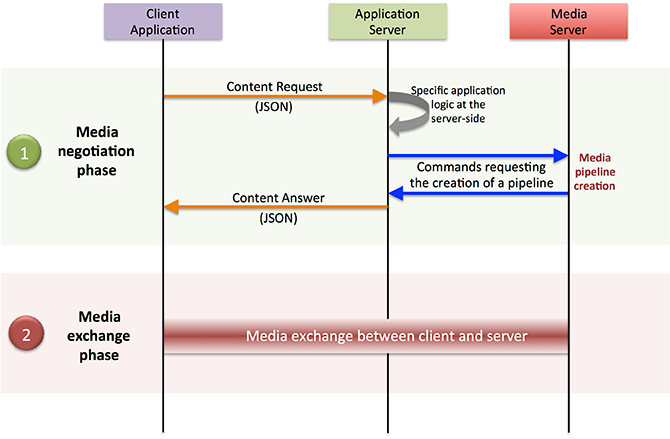 Client
Application
Application
Server
Media
Server
1
Media
negotiation
phase
Content Request
(JSON)
Specific application
logic at the
server-side
Commands requesting
the creation of a pipeline
Media
pipeline
creation
Content Answer
(JSON)
2
Media
exchange
phase
Media exchange between client and server